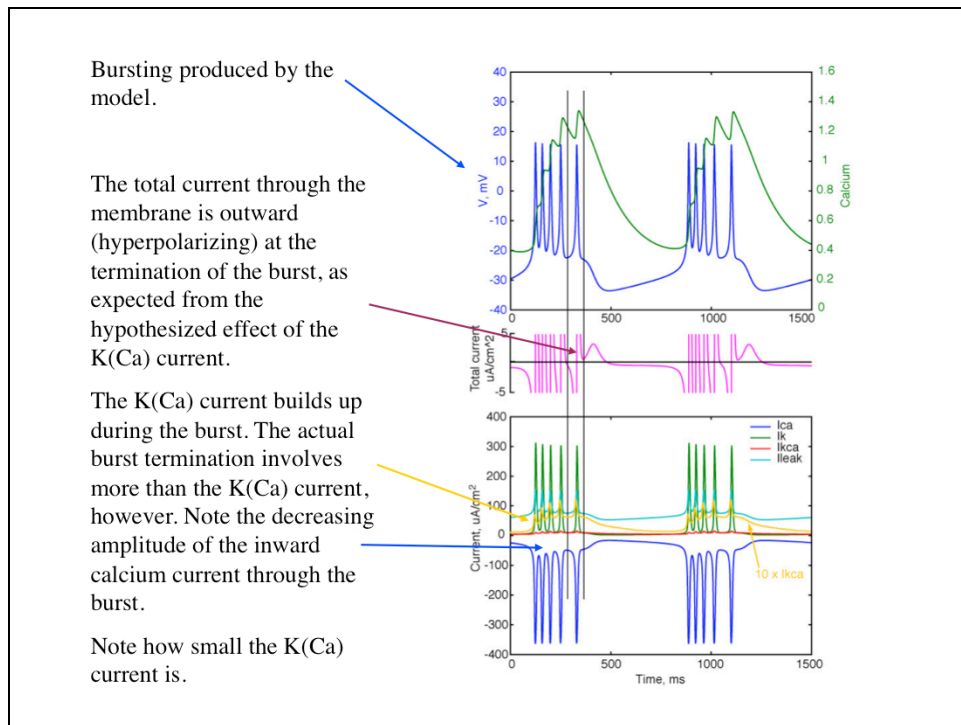 Bursting produced by the
model.
The total current through the
membrane is outward
(hyperpolarizing) at the
termination of the burst, as
expected from the
hypothesized effect of the
K(Ca) current.
The K(Ca) current builds up
during the burst. The actual
burst termination involves
more than the K(Ca) current,
however. Note the decreasing
amplitude of the inward
calcium current through the
burst.
Note how small the K(Ca)
current is.
40
30
20
10
0
-10
-20
-30
-40
V, mV
1.6
1.4
1.2
1
0.8
0.6
0.4
0.2
0
Calcium
0
500
1000
1500
5
-5
Total current
uA/cm^2
400
300
200
100
0
-100
-200
-300
-400
Current, uA/cm²
Ica
Ik
Ikca
Ileak
10 x Ikca
0
500
1000
1500
Time, ms